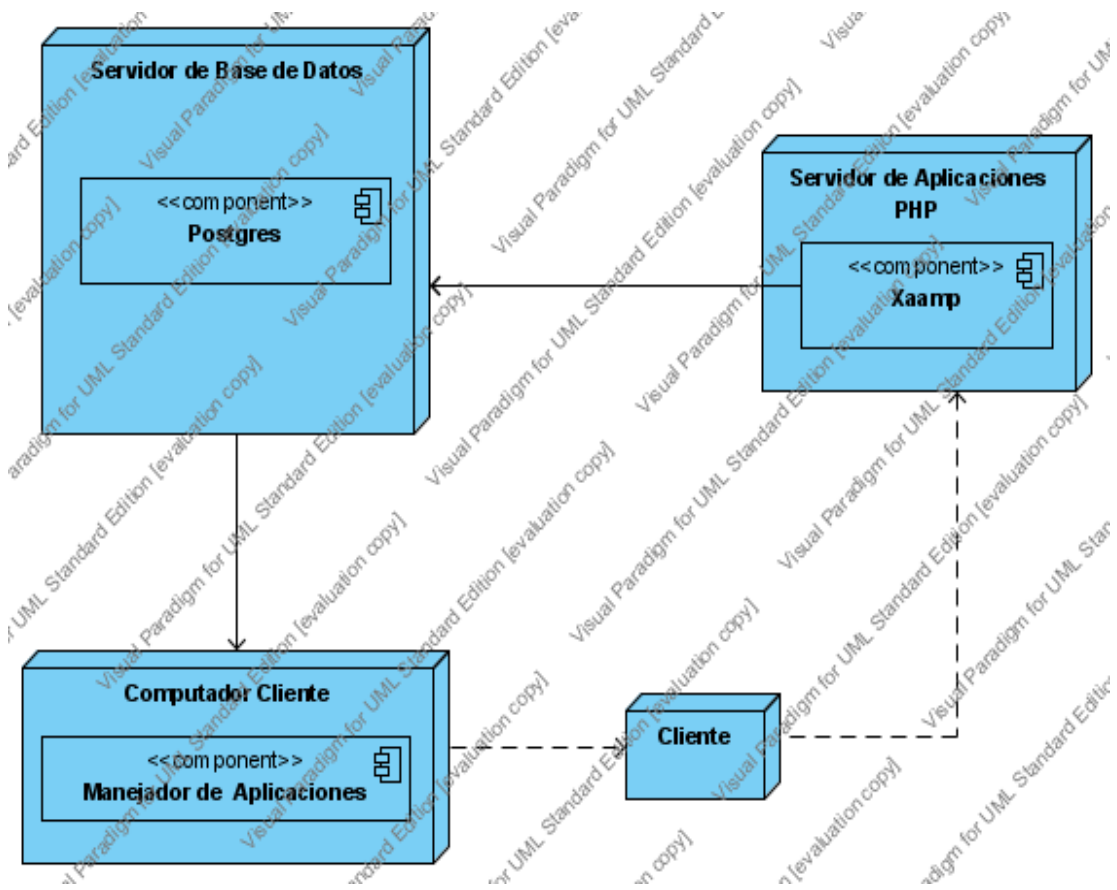 Servidor de Base de Datos
<<component>>
Postgres
Servidor de Aplicaciones
PHP
<<component>>
Xaamp
Computador Cliente
<<component>>
Manejador de Aplicaciones
Cliente
Visual Paradigm for UML Standard Edition [evaluation copy]